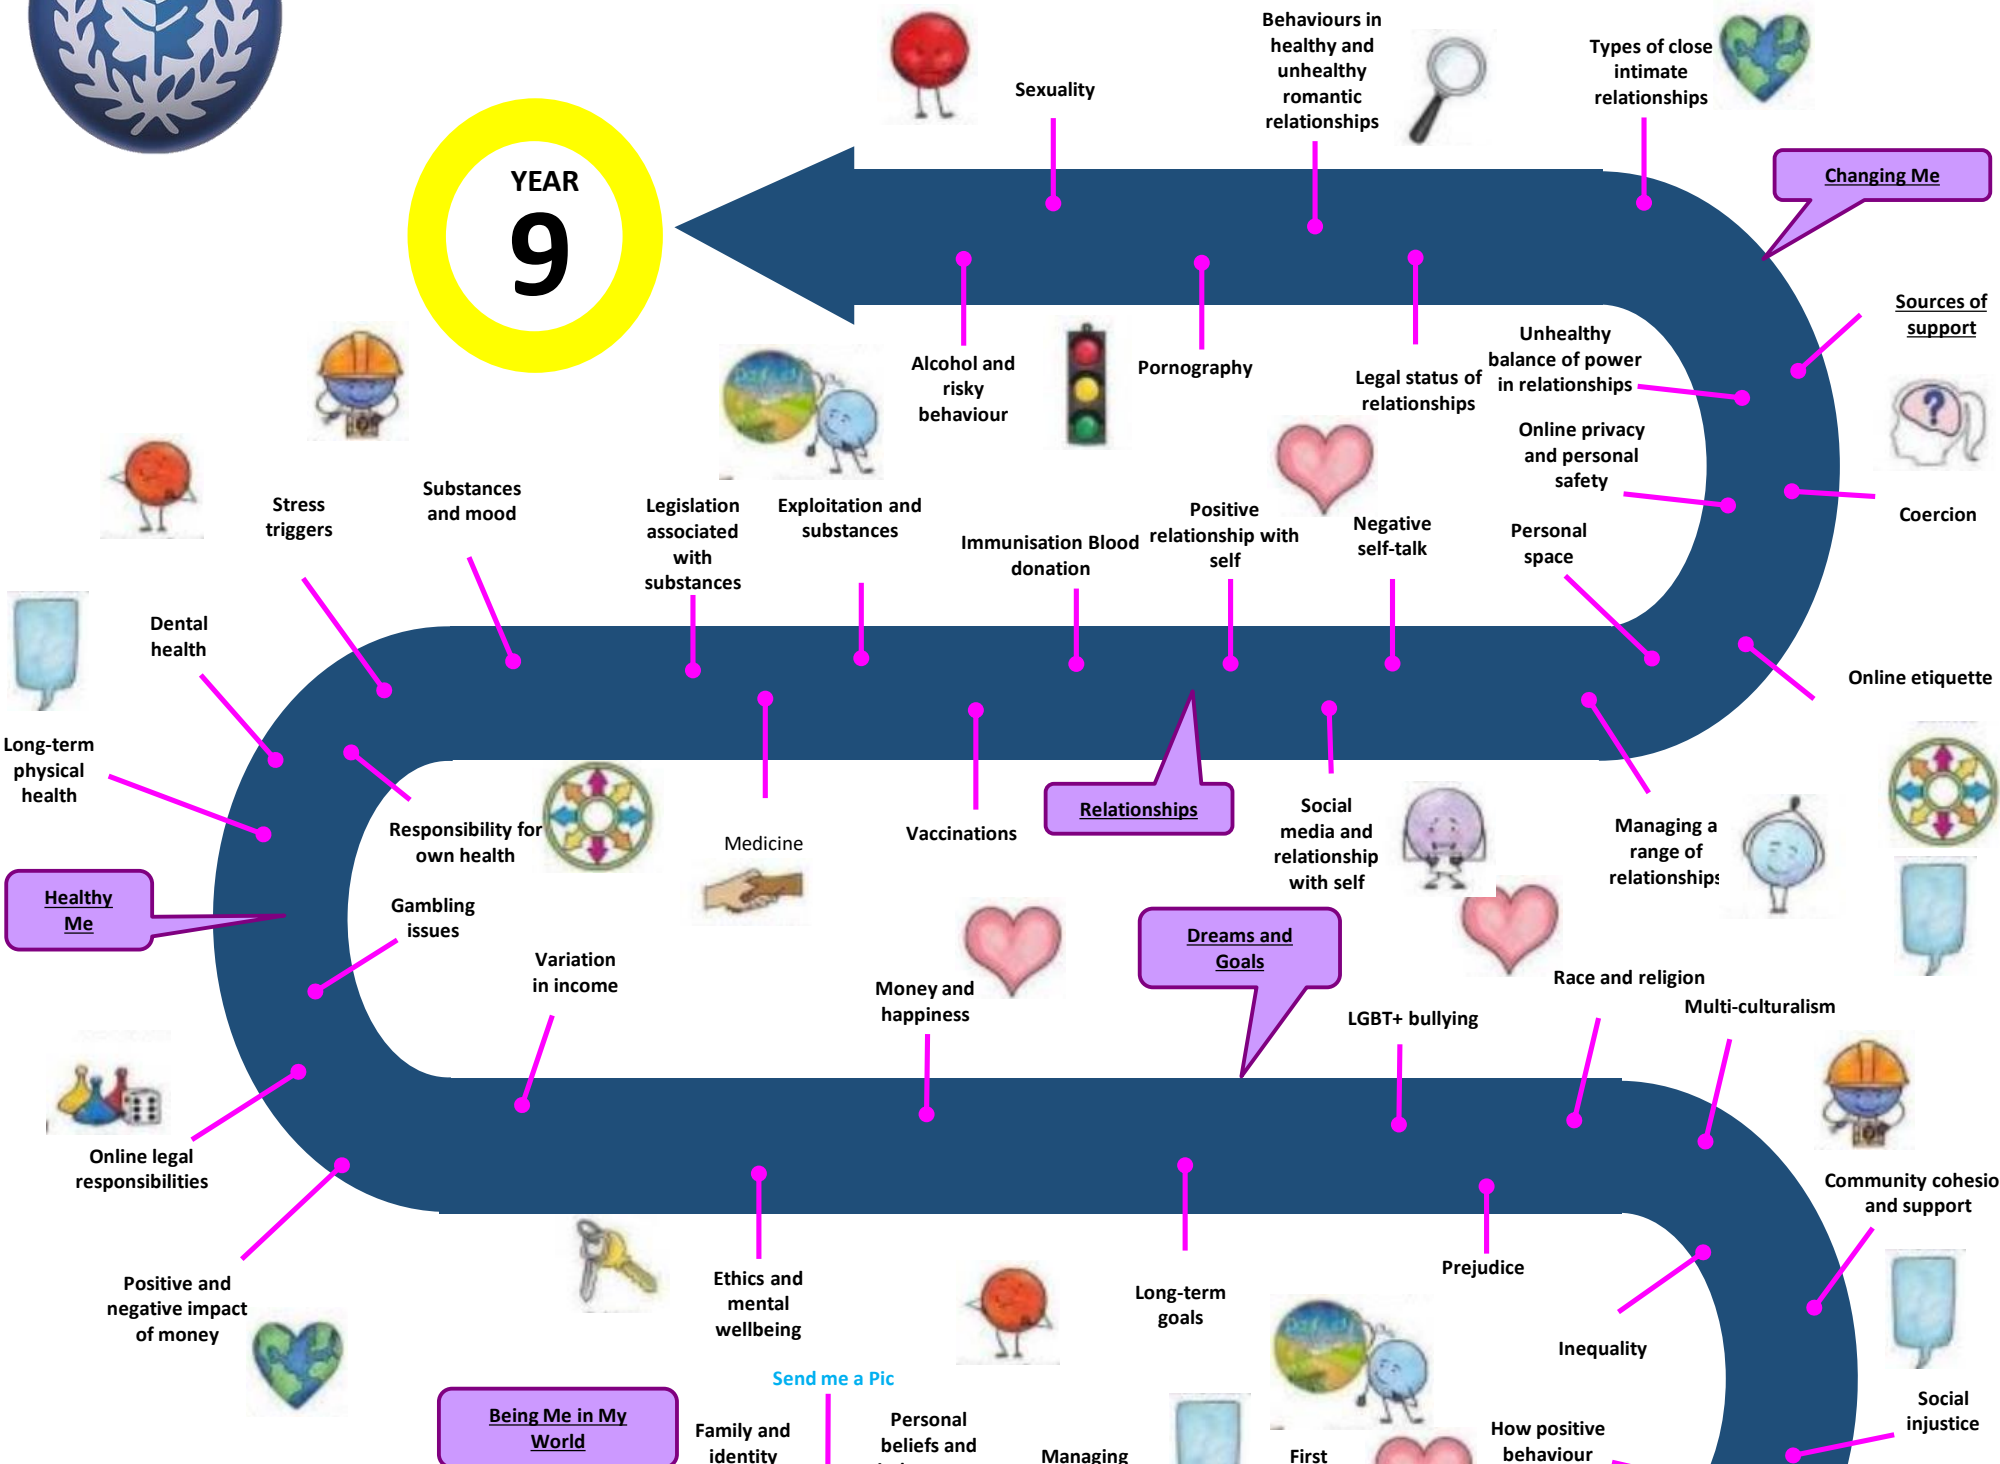 Behaviours in
healthy and
unhealthy
romantic
relationships
Types of close
intimate
relationships
Sexuality
Changing Me
YEAR
9
Sources of
support
Unhealthy
balance of power
in relationships
Alcohol and
risky
behaviour
Pornography
Legal status of
relationships
Online privacy
and personal
safety
Coercion
Stress
triggers
Substances
and mood
Legislation
associated
with
substances
Exploitation and
substances
Immunisation Blood
donation
Positive
relationship with
self
Negative
self-talk
Personal
space
Dental
health
Online etiquette
Long-term
physical
health
Responsibility for
own health
Medicine
Vaccinations
Relationships
Social
media and
relationship
with self
Managing a
range of
relationships
Healthy
Me
Gambling
issues
Variation
in income
Money and
happiness
Dreams and
Goals
LGBT+ bullying
Race and religion
Multi-culturalism
Online legal
responsibilities
Community cohesio
and support
Positive and
negative impact
of money
Ethics and
mental
wellbeing
Long-term
goals
Prejudice
Inequality
Social
injustice
Send me a Pic
Being Me in My
World
Family and
identity
Personal
beliefs and
Managing
First
How positive
behaviour